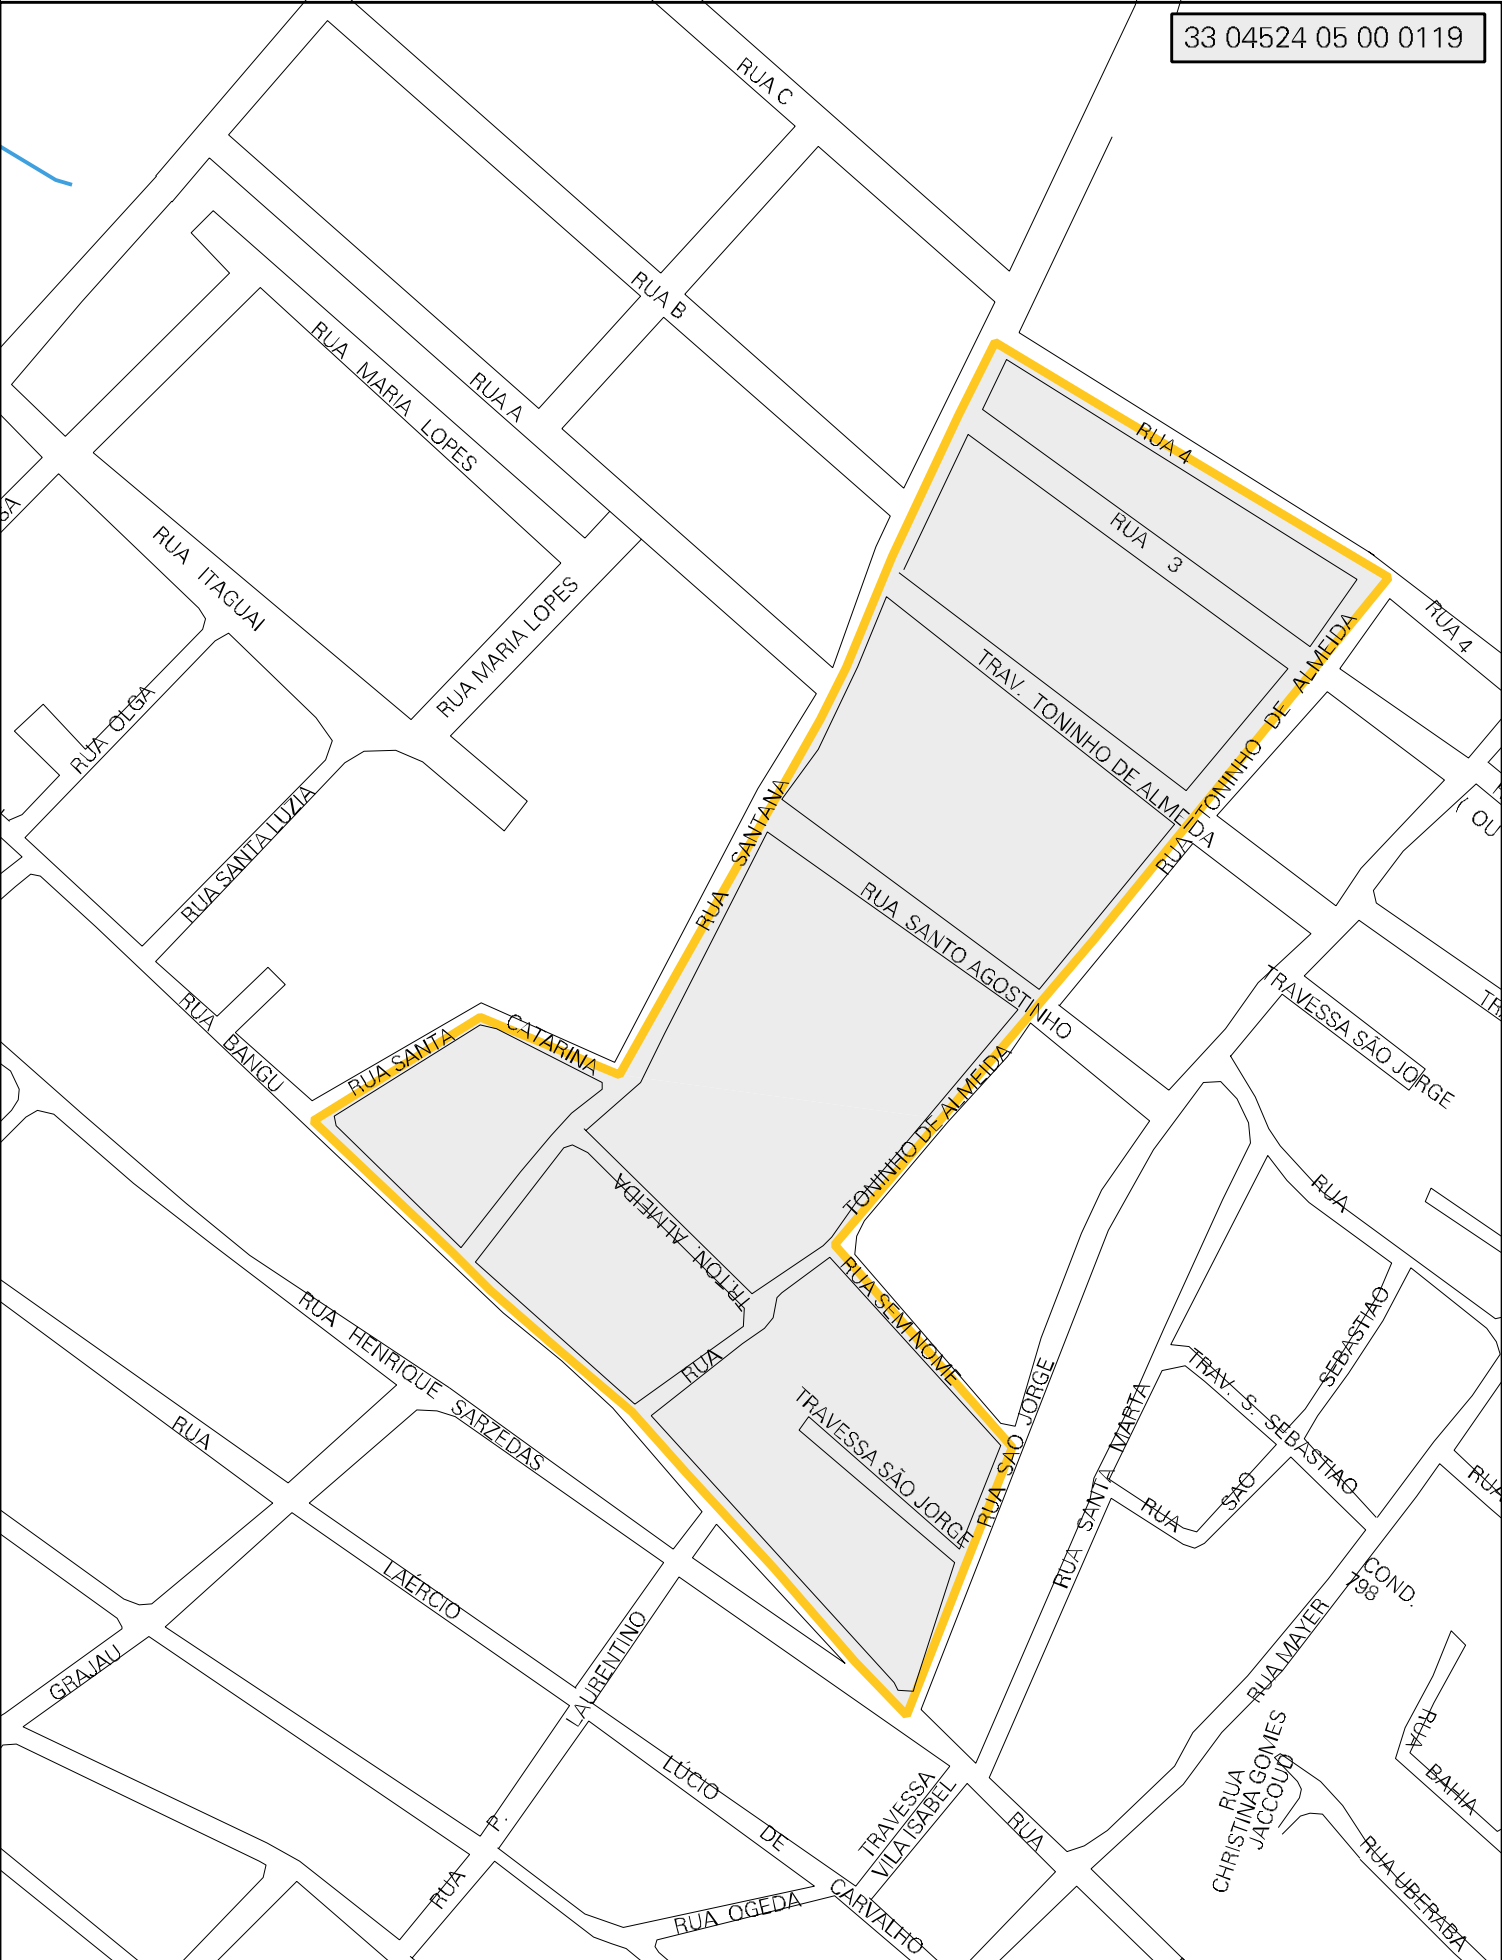 33 04524 05 00 0119
RUA C
RUA B
RUA A
RUA MARIA LOPES
RUA 4
RUA 3
RUA ITAGUAI
RUA MARIA LOPES
RUA 4
TRAV. TONINHO DE ALMEIDA
RUA TONINHO DE ALMEIDA
RUA OLGA
RUA SANTA LUZIA
RUA SANTANA
( OU
RUA SANTO AGOSTINHO
TRAVESSA SÃO JORGE
RUA BANGU
RUA SANTA CATARINA
TONINHO DE ALMEIDA
TR.TON. ALMEIDA
RUA
RUA SEM NOME
RUA
RUA HENRIQUE SARZEDAS
SEBASTIAO
TRAV. S. SEBASTIAO
RUA SAO JORGE
TRAVESSA SÃO JORGE
RUA SANTA MARTA
RUA SAO
RUA
RUA
COND.
798
LAÉRCIO
RUA MAYER
GRAJAU
LAURENTINO
RUA P.
RUA
BAHIA
RUA
CHRISTINA GOMES
JACCOUD
LÚCIO DE CARVALHO
TRAVESSA
VILA ISABEL
RUA
RUA UBERABA
RUA OGEDA